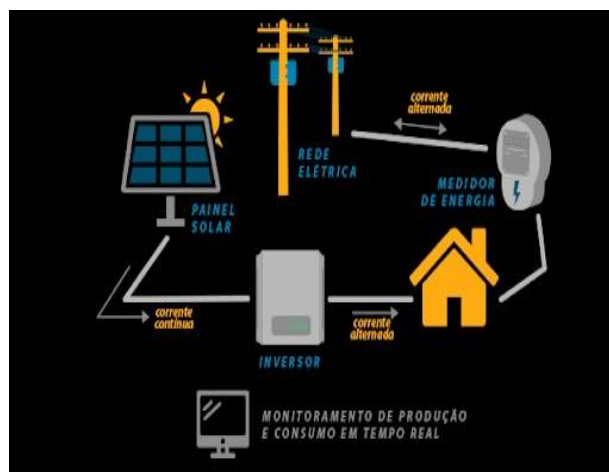 corrente
alternada
REDE
ELÉTRICA
MEDIDOR
DE ENERGIA
PAINEL
SOLAR
corrente
contínua
corrente
alternada
INVERSOR
MONITORAMENTO DE PRODUÇÃO
E CONSUMO EM TEMPO REAL